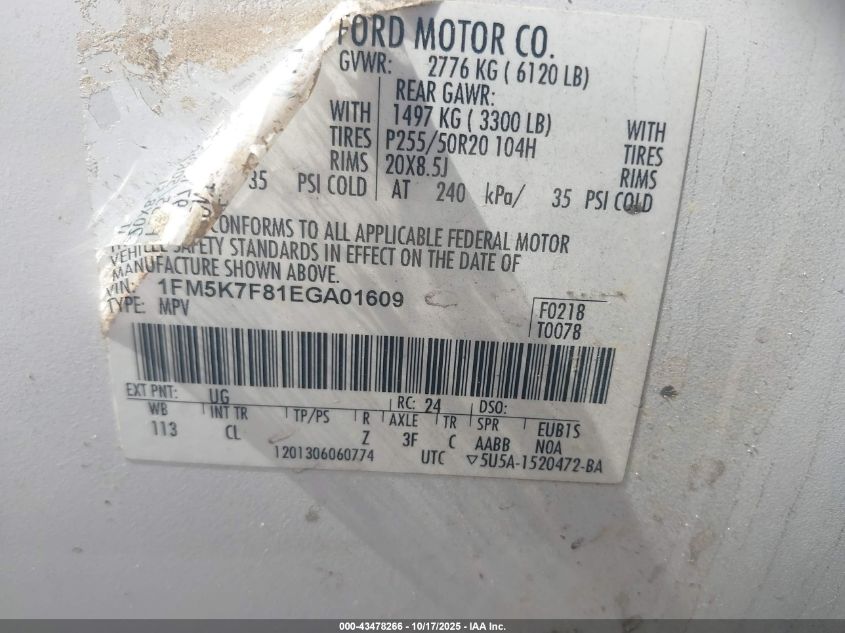 FORD MOTOR CO.
GVWR: 2776 KG ( 6120 LB)
REAR GAWR:
WITH 1497 KG ( 3300 LB) WITH
TIRES P255/50R20 104H TIRES
RIMS 20X8.5J RIMS
35 PSI COLD AT 240 kPa/ 35 PSI COLD
CONFORMS TO ALL APPLICABLE FEDERAL MOTOR
VEHICLE SAFETY STANDARDS IN EFFECT ON THE DATE OF
MANUFACTURE SHOWN ABOVE.
VIN: 1FM5K7F81EGA01609
TYPE: MPV
F0218
T0078
EXT PNT: UG RC: 24 DSO:
WB INT TR TP/PS R AXLE TR SPR EUB1S
113 CL Z 3F C AABB N0A
1201306060774 UTC ▽5U5A-1520472-BA
000-43478266 - 10/17/2025 - IAA Inc.